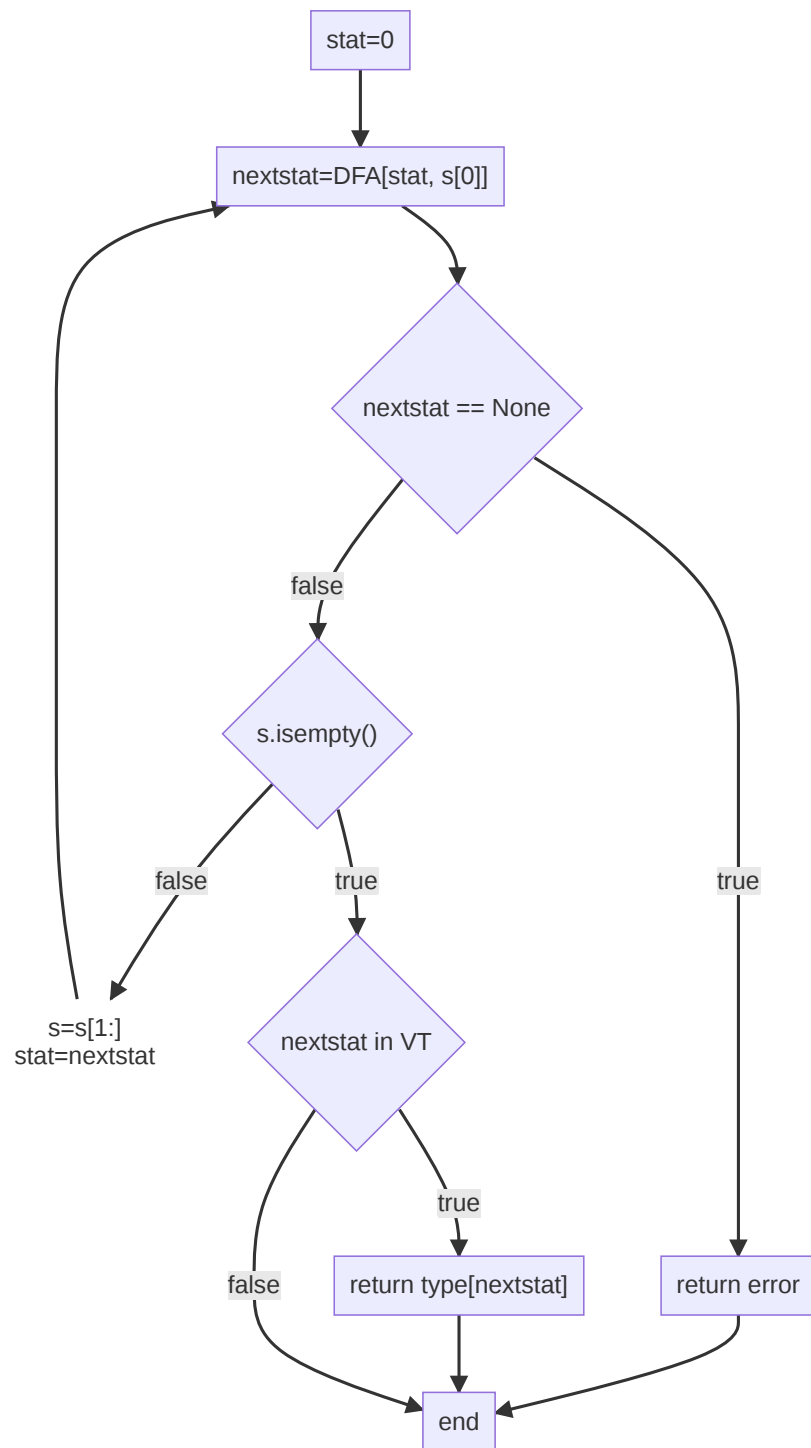 stat=0
nextstat=DFA[stat, s[0]]
nextstat == None
false
s.isempty()
false
true
true
s=s[1:]
stat=nextstat
nextstat in VT
true
false
return type[nextstat]
return error
end